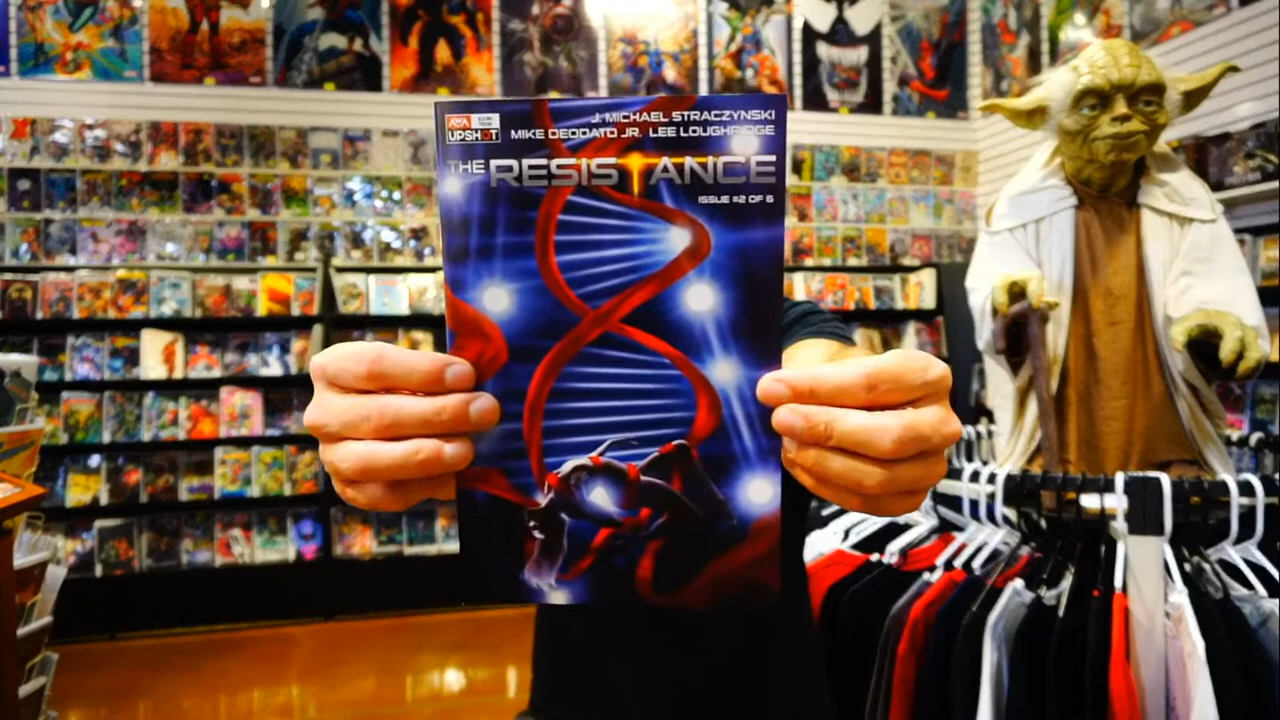 J. MICHAEL STRACZYNSKI
AWA
UPSHOT
MIKE DEODATO JR. LEE LOUGHRIDGE
THE RESISTANCE
ISSUE #2 OF 6